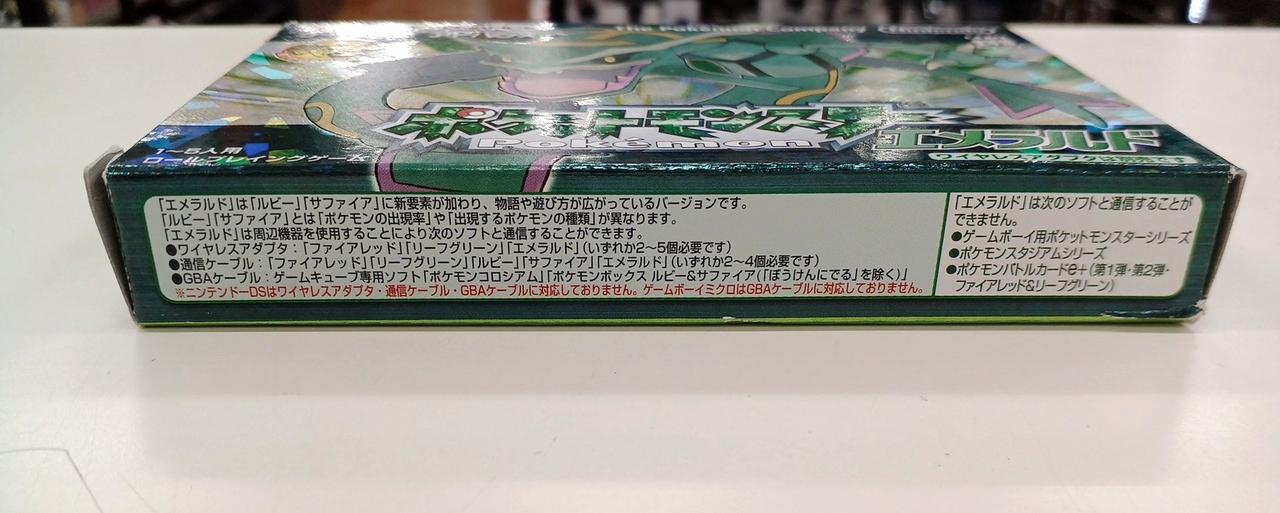 The Pokémon Company
1〜5人用
ロールプレイングゲーム
ポケットモンスター
Pokémon
エメラルド
ワイヤレスアダプタは別売です
「エメラルド」は「ルビー」「サファイア」に新要素が加わり、物語や遊び方が広がっているバージョンです。
「ルビー」「サファイア」とは「ポケモンの出現率」や「出現するポケモンの種類」が異なります。
「エメラルド」は周辺機器を使用することにより次のソフトと通信することができます。
●ワイヤレスアダプタ:「ファイアレッド」「リーフグリーン」「エメラルド」(いずれか2〜5個必要です)
●通信ケーブル:「ファイアレッド」「リーフグリーン」「ルビー」「サファイア」「エメラルド」(いずれか2〜4個必要です)
●GBAケーブル:ゲームキューブ専用ソフト「ポケモンコロシアム」「ポケモンボックス ルビー&サファイア(「ぼうけんにでる」を除く)」
※ニンテンドーDSはワイヤレスアダプタ・通信ケーブル・GBAケーブルに対応しておりません。ゲームボーイミクロはGBAケーブルに対応しておりません。
「エメラルド」は次のソフトと通信することが
できません。
●ゲームボーイ用ポケットモンスターシリーズ
●ポケモンスタジアムシリーズ
●ポケモンバトルカードe+(第1弾・第2弾・
ファイアレッド&リーフグリーン)